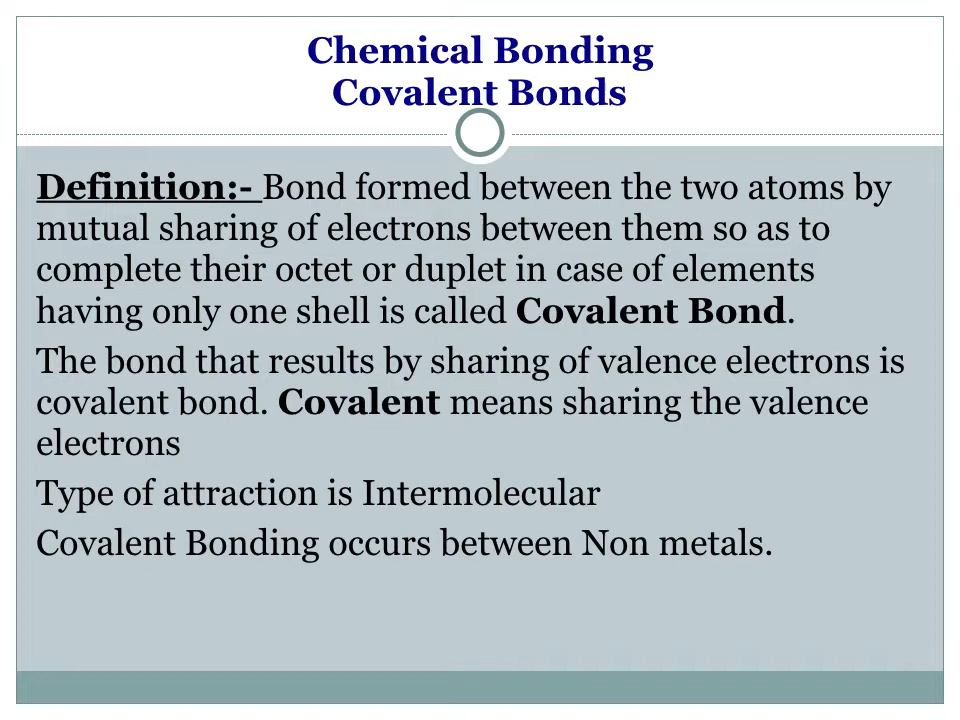 Chemical Bonding
Covalent Bonds
Definition:- Bond formed between the two atoms by
mutual sharing of electrons between them so as to
complete their octet or duplet in case of elements
having only one shell is called Covalent Bond.
The bond that results by sharing of valence electrons is
covalent bond. Covalent means sharing the valence
electrons
Type of attraction is Intermolecular
Covalent Bonding occurs between Non metals.